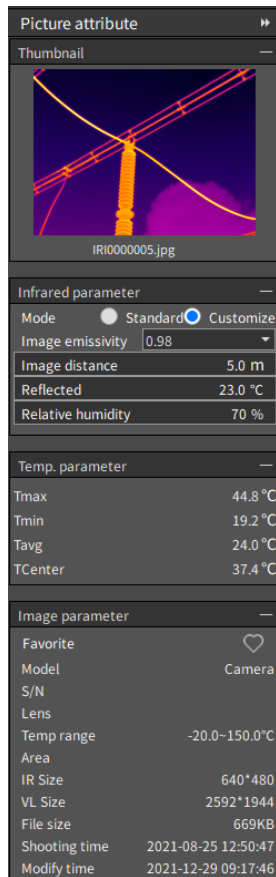 Picture attribute
Thumbnail
IRI0000005.jpg
Infrared parameter
Mode Standard Customize
Image emissivity 0.98
Image distance 5.0 m
Reflected 23.0 °C
Relative humidity 70 %
Temp. parameter
Tmax 44.8 °C
Tmin 19.2 °C
Tavg 24.0 °C
TCenter 37.4 °C
Image parameter
Favorite
Model Camera
S/N
Lens
Temp range -20.0~150.0°C
Area
IR Size 640*480
VL Size 2592*1944
File size 669KB
Shooting time 2021-08-25 12:50:47
Modify time 2021-12-29 09:17:46